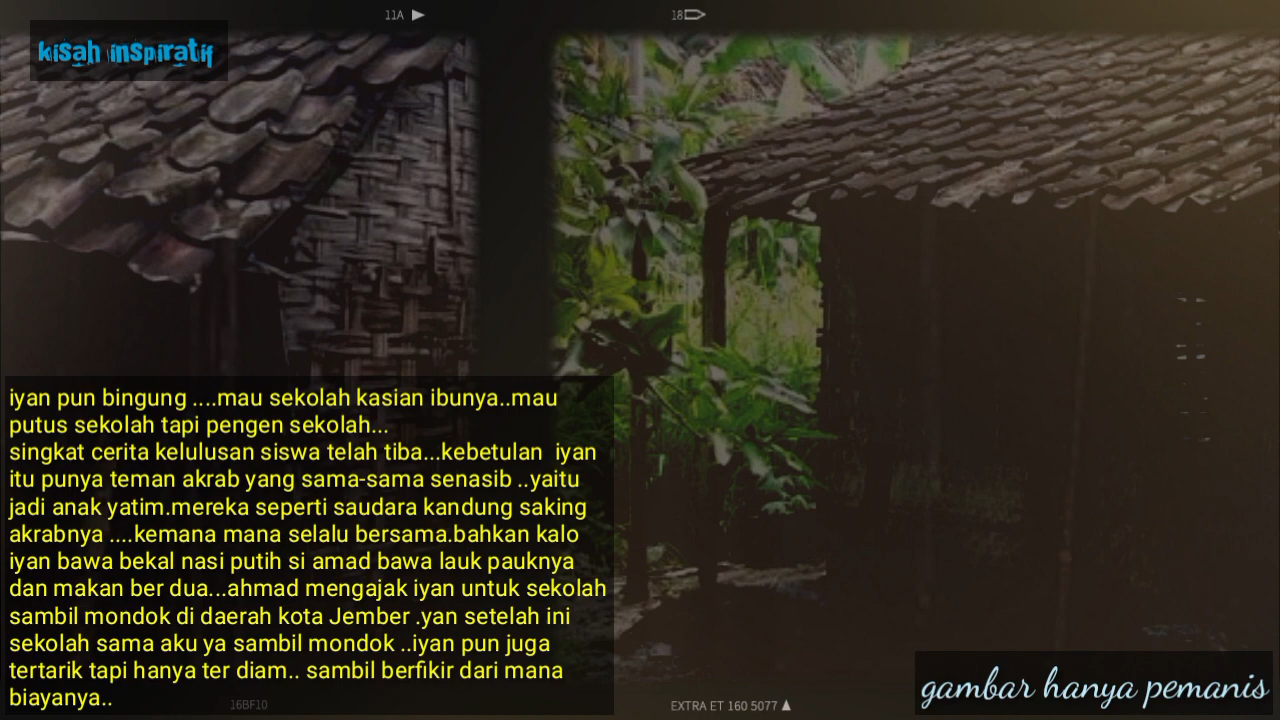 11A
18
kisah inspiratif
iyan pun bingung ....mau sekolah kasian ibunya..mau
putus sekolah tapi pengen sekolah...
singkat cerita kelulusan siswa telah tiba...kebetulan  iyan
itu punya teman akrab yang sama-sama senasib ..yaitu
jadi anak yatim.mereka seperti saudara kandung saking
akrabnya ....kemana mana selalu bersama.bahkan kalo
iyan bawa bekal nasi putih si amad bawa lauk pauknya
dan makan ber dua...ahmad mengajak iyan untuk sekolah
sambil mondok di daerah kota Jember .yan setelah ini
sekolah sama aku ya sambil mondok ..iyan pun juga
tertarik tapi hanya ter diam.. sambil berfikir dari mana
biayanya..
gambar hanya pemanis
16BF10
EXTRA ET 160 5077